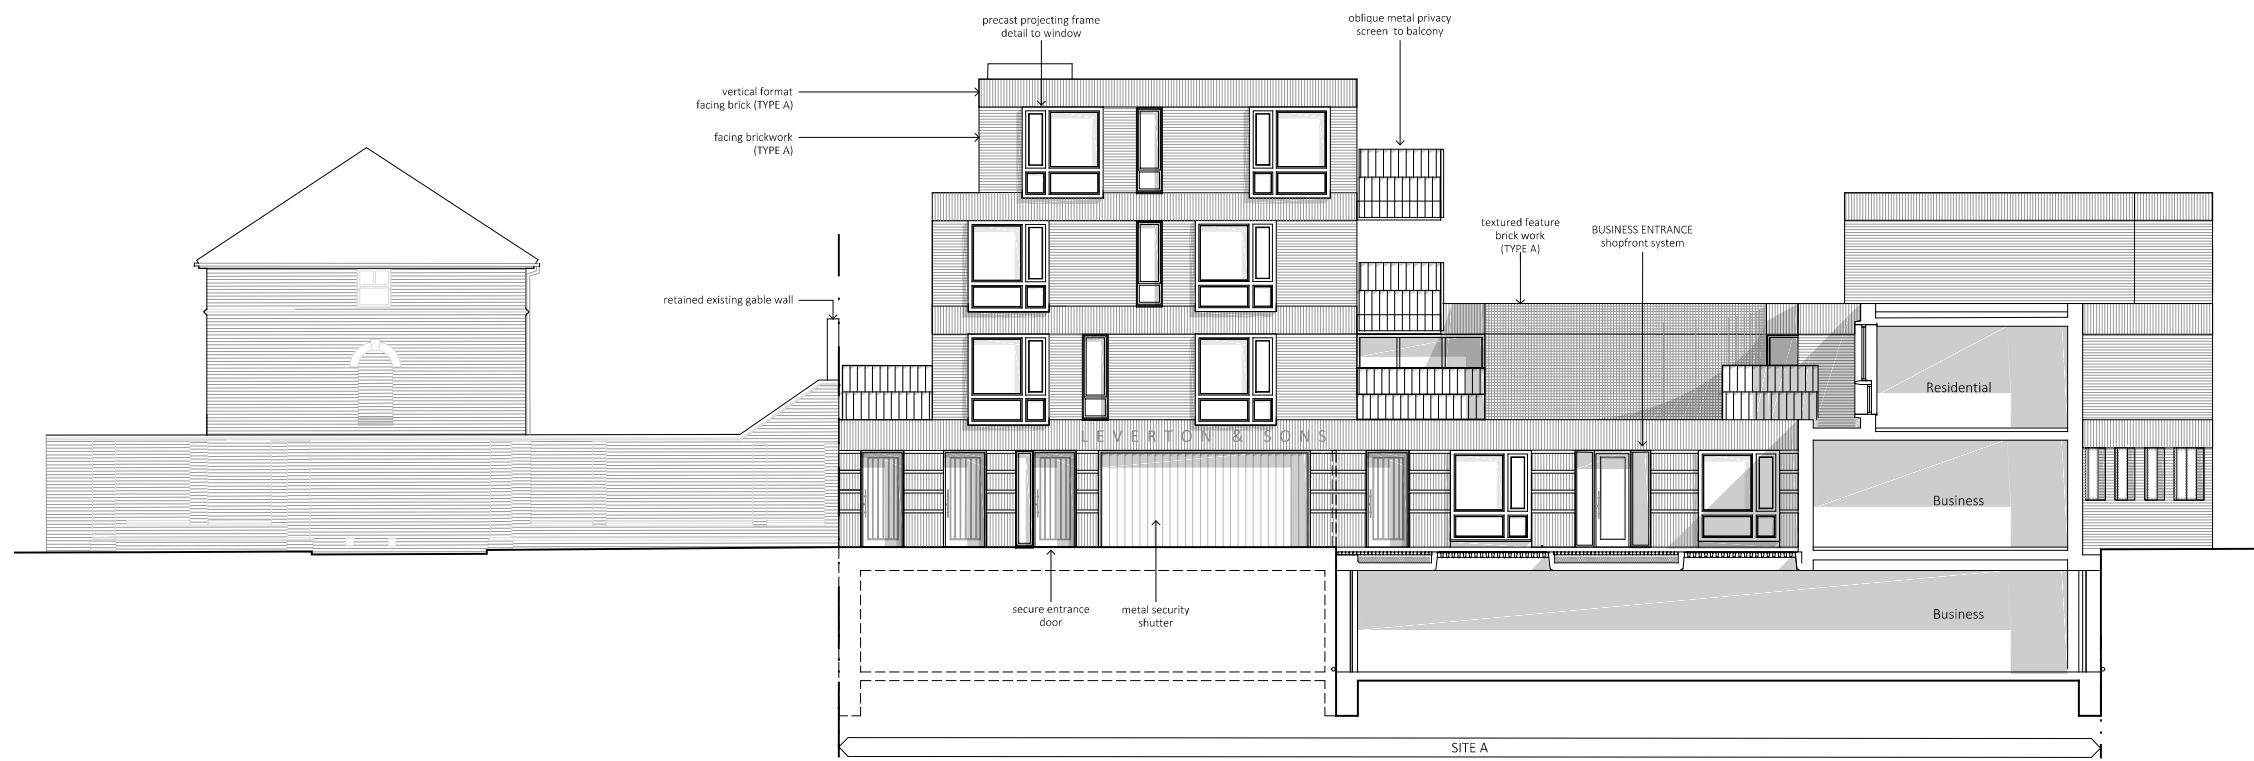 precast projecting frame
detail to window
oblique metal privacy
screen to balcony
vertical format
facing brick (TYPE A)
facing brickwork
(TYPE A)
textured feature
brick work
(TYPE A)
BUSINESS ENTRANCE
shopfront system
retained existing gable wall
Residential
LEVERTON & SONS
Business
secure entrance
door
metal security
shutter
Business
SITE A